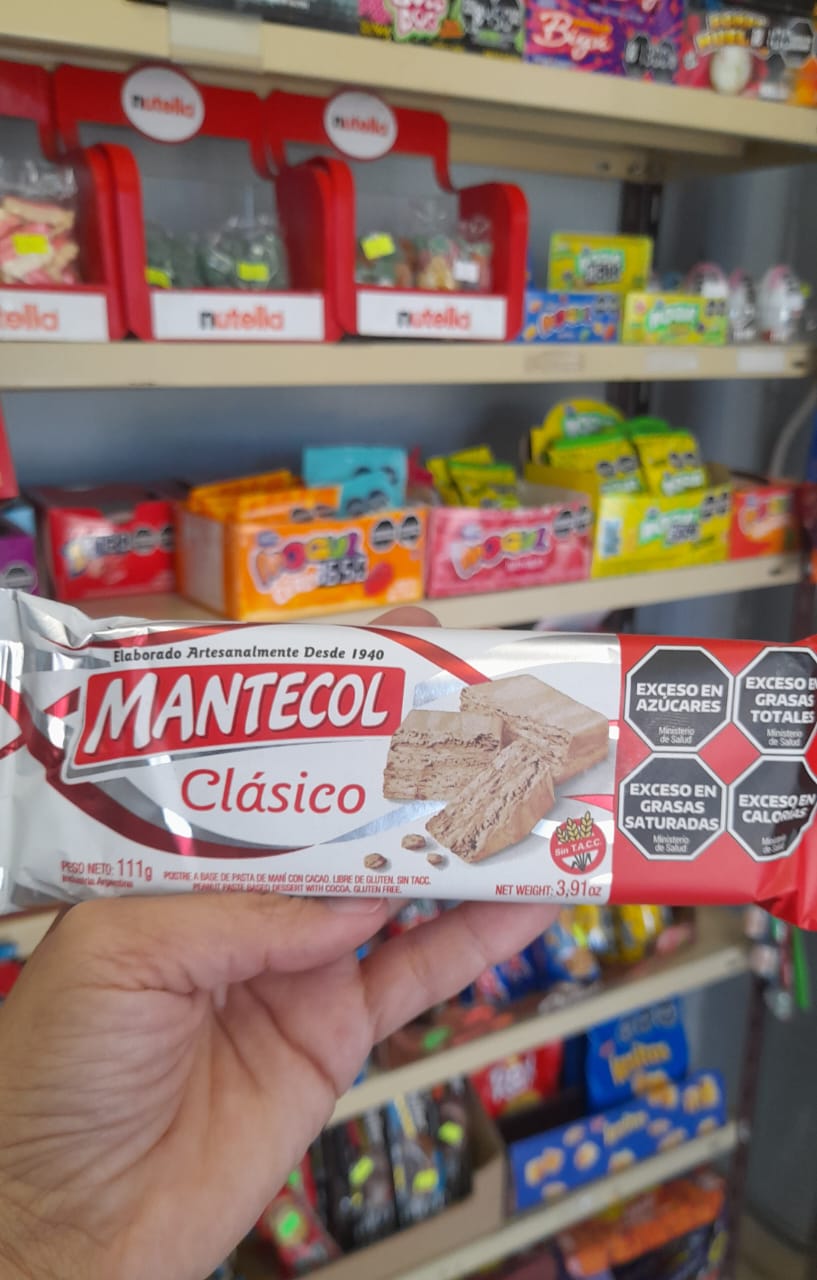 Bigu
nutella
nutella
nutella
nutella
MOGUL
MOGUL
Elaborado Artesanalmente Desde 1940
MANTECOL
Clásico
PESO NETO: 111g
Industria Argentina
POSTRE A BASE DE PASTA DE MANÍ CON CACAO. LIBRE DE GLUTEN, SIN TACC.
PEANUT PASTE BASED DESSERT WITH COCOA, GLUTEN FREE.
NET WEIGHT: 3,91oz
Sin T.A.C.C.
EXCESO EN
AZÚCARES
Ministerio
de Salud
EXCESO EN
GRASAS
TOTALES
Ministerio
de Salud
EXCESO EN
GRASAS
SATURADAS
Ministerio
de Salud
EXCESO EN
CALORÍAS
Ministerio
de Salud